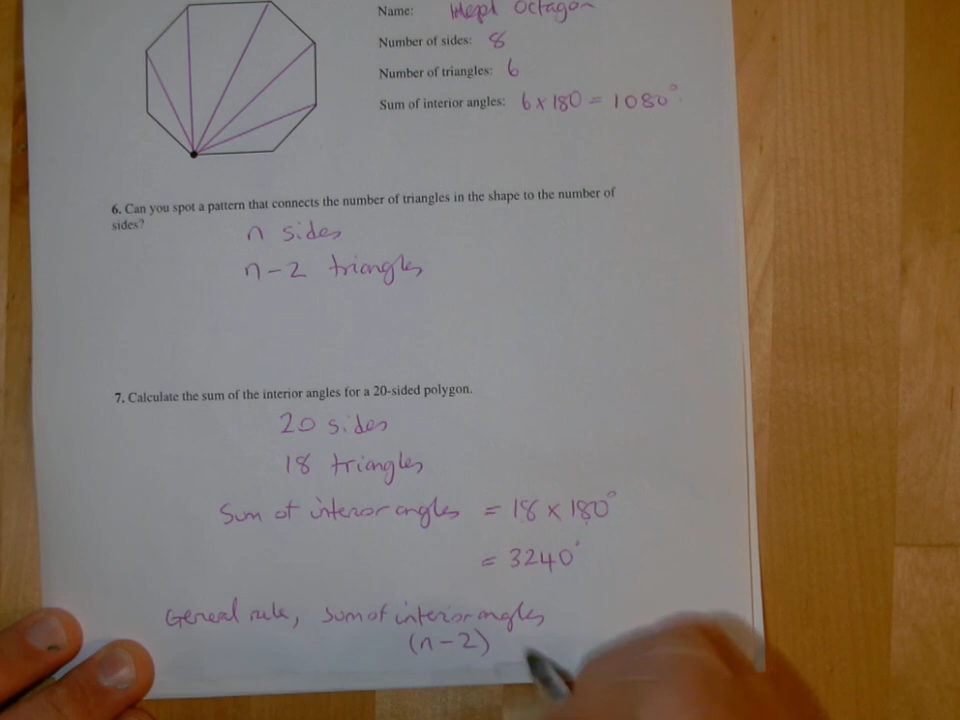 Name: Hept Octagon
Number of sides: 8
Number of triangles: 6
Sum of interior angles: 6 x 180 = 1080°
6. Can you spot a pattern that connects the number of triangles in the shape to the number of
sides?
n sides
n-2 triangles
7. Calculate the sum of the interior angles for a 20-sided polygon.
20 sides
18 triangles
Sum of interior angles = 18 x 180°
= 3240°
General rule, sum of interior angles
(n-2)